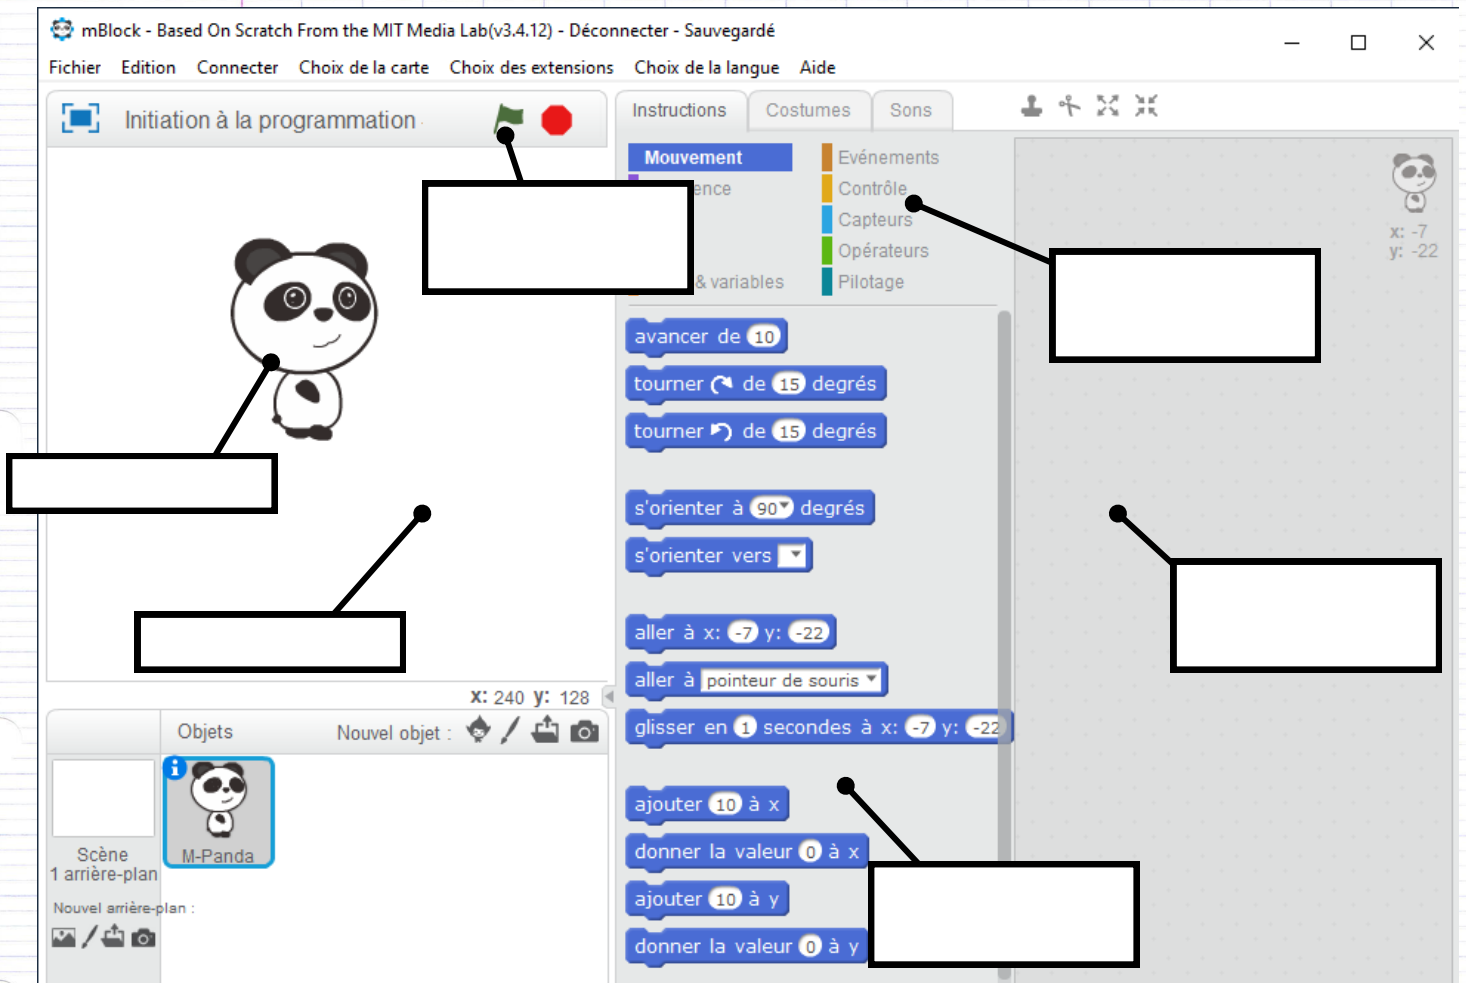 mBlock - Based On Scratch From the MIT Media Lab(v3.4.12) - Déconnecter - Sauvegardé
Fichier Edition Connecter Choix de la carte Choix des extensions Choix de la langue Aide
Initiation à la programmation
Instructions Costumes Sons
Mouvement Evénements
ence Contrôle
Capteurs
Opérateurs
& variables Pilotage
x: -7
y: -22
avancer de 10
tourner de 15 degrés
tourner de 15 degrés
s'orienter à 90 degrés
s'orienter vers
aller à x: -7 y: -22
aller à pointeur de souris
glisser en 1 secondes à x: -7 y: -22
ajouter 10 à x
donner la valeur 0 à x
ajouter 10 à y
donner la valeur 0 à y
x: 240 y: 128
Objets Nouvel objet :
M-Panda
Scène
1 arrière-plan
Nouvel arrière-plan :